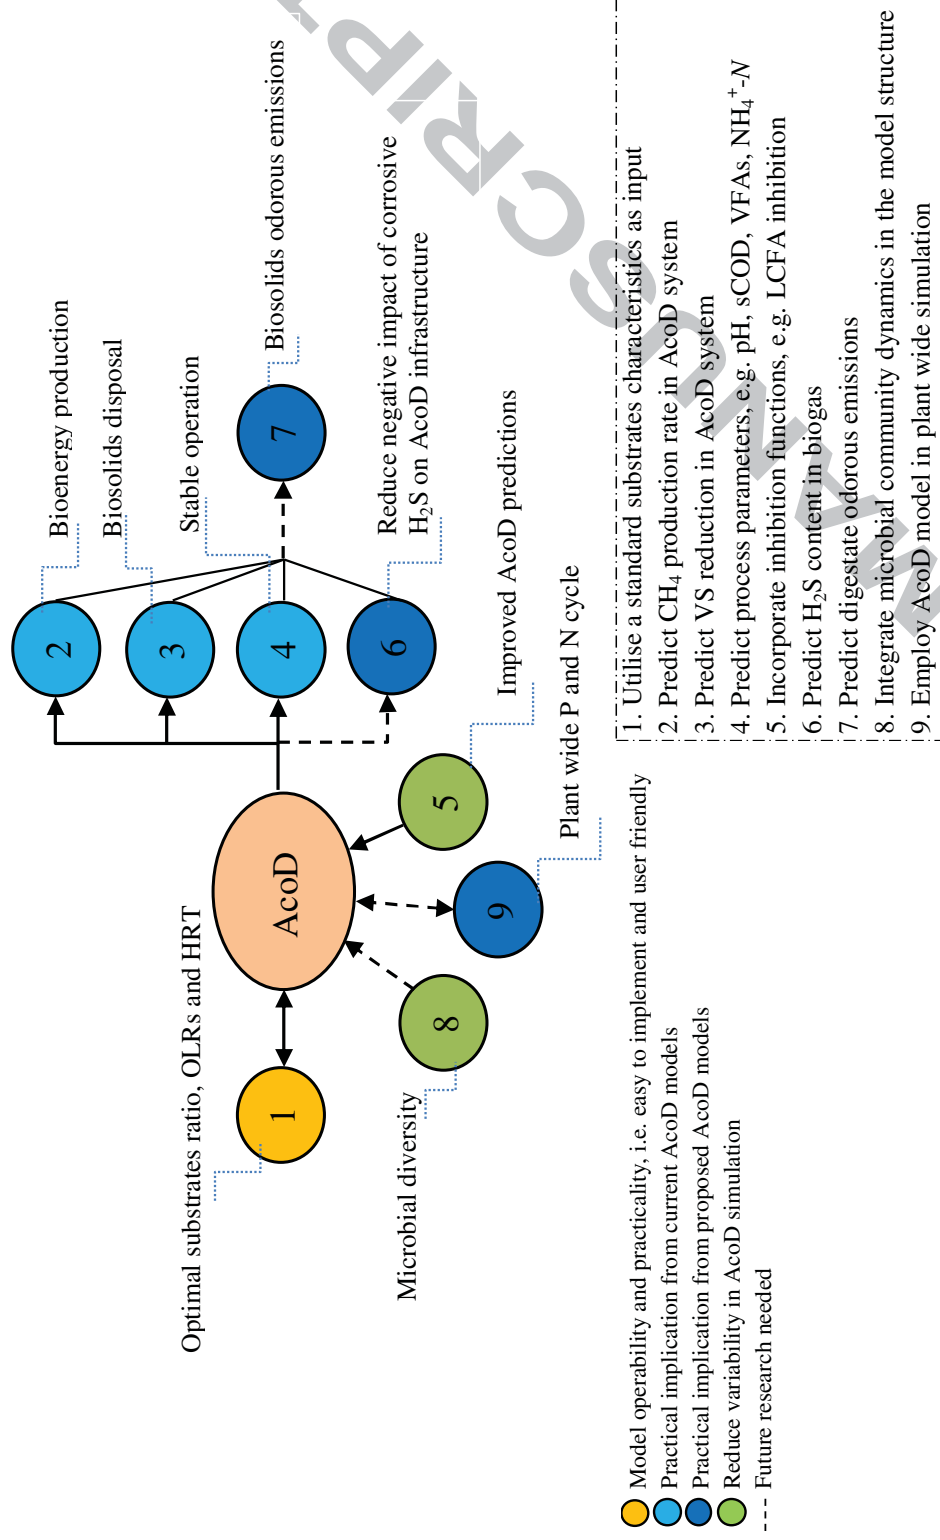 Bioenergy production
Biosolids disposal
Stable operation
Biosolids odorous emissions
Reduce negative impact of corrosive
H₂S on AcoD infrastructure
Improved AcoD predictions
Plant wide P and N cycle
Optimal substrates ratio, OLRs and HRT
Microbial diversity
AcoD
1
2
3
4
6
7
5
9
8
Model operability and practicality, i.e. easy to implement and user friendly
Practical implication from current AcoD models
Practical implication from proposed AcoD models
Reduce variability in AcoD simulation
Future research needed
1. Utilise a standard substrates characteristics as input
2. Predict CH₄ production rate in AcoD system
3. Predict VS reduction in AcoD system
4. Predict process parameters, e.g. pH, sCOD, VFAs, NH₄⁺-N
5. Incorporate inhibition functions, e.g. LCFA inhibition
6. Predict H₂S content in biogas
7. Predict digestate odorous emissions
8. Integrate microbial community dynamics in the model structure
9. Employ AcoD model in plant wide simulation
MANUSCRIPT